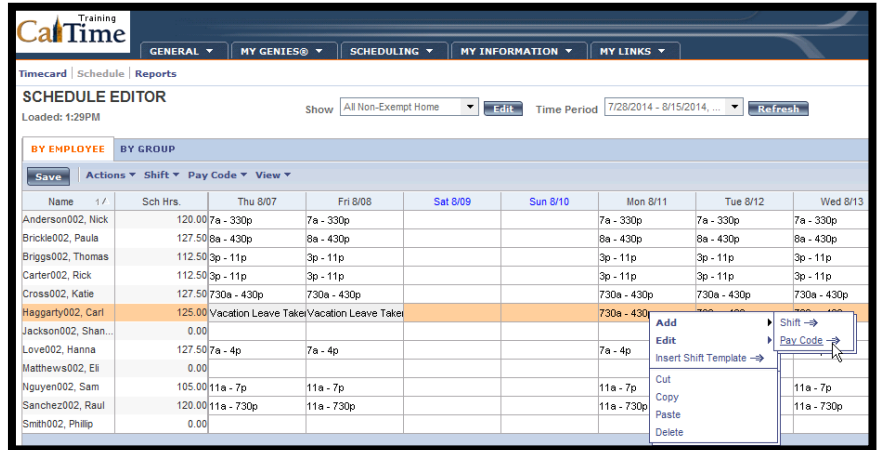 Training
CalTime
GENERAL MY GENIES® SCHEDULING MY INFORMATION MY LINKS
Timecard | Schedule | Reports
SCHEDULE EDITOR
Loaded: 1:29PM
Show All Non-Exempt Home Edit Time Period 7/28/2014 - 8/15/2014, ... Refresh
BY EMPLOYEE BY GROUP
Save Actions Shift Pay Code View
Name 1/ Sch Hrs. Thu 8/07 Fri 8/08 Sat 8/09 Sun 8/10 Mon 8/11 Tue 8/12 Wed 8/13
Anderson002, Nick 120.00 7a - 330p 7a - 330p 7a - 330p 7a - 330p 7a - 330p
Brickle002, Paula 127.50 8a - 430p 8a - 430p 8a - 430p 8a - 430p 8a - 430p
Briggs002, Thomas 112.50 3p - 11p 3p - 11p 3p - 11p 3p - 11p 3p - 11p
Carter002, Rick 112.50 3p - 11p 3p - 11p 3p - 11p 3p - 11p 3p - 11p
Cross002, Katie 127.50 730a - 430p 730a - 430p 730a - 430p 730a - 430p 730a - 430p
Haggarty002, Carl 125.00 Vacation Leave Taken Vacation Leave Taken 730a - 430p
Jackson002, Shan... 0.00
Love002, Hanna 127.50 7a - 4p 7a - 4p 7a - 4p
Matthews002, Eli 0.00
Nguyen002, Sam 105.00 11a - 7p 11a - 7p 11a - 7p 11a - 7p
Sanchez002, Raul 120.00 11a - 730p 11a - 730p 11a - 730p 11a - 730p
Smith002, Phillip 0.00
Add
Edit
Insert Shift Template
Cut
Copy
Paste
Delete
Shift
Pay Code